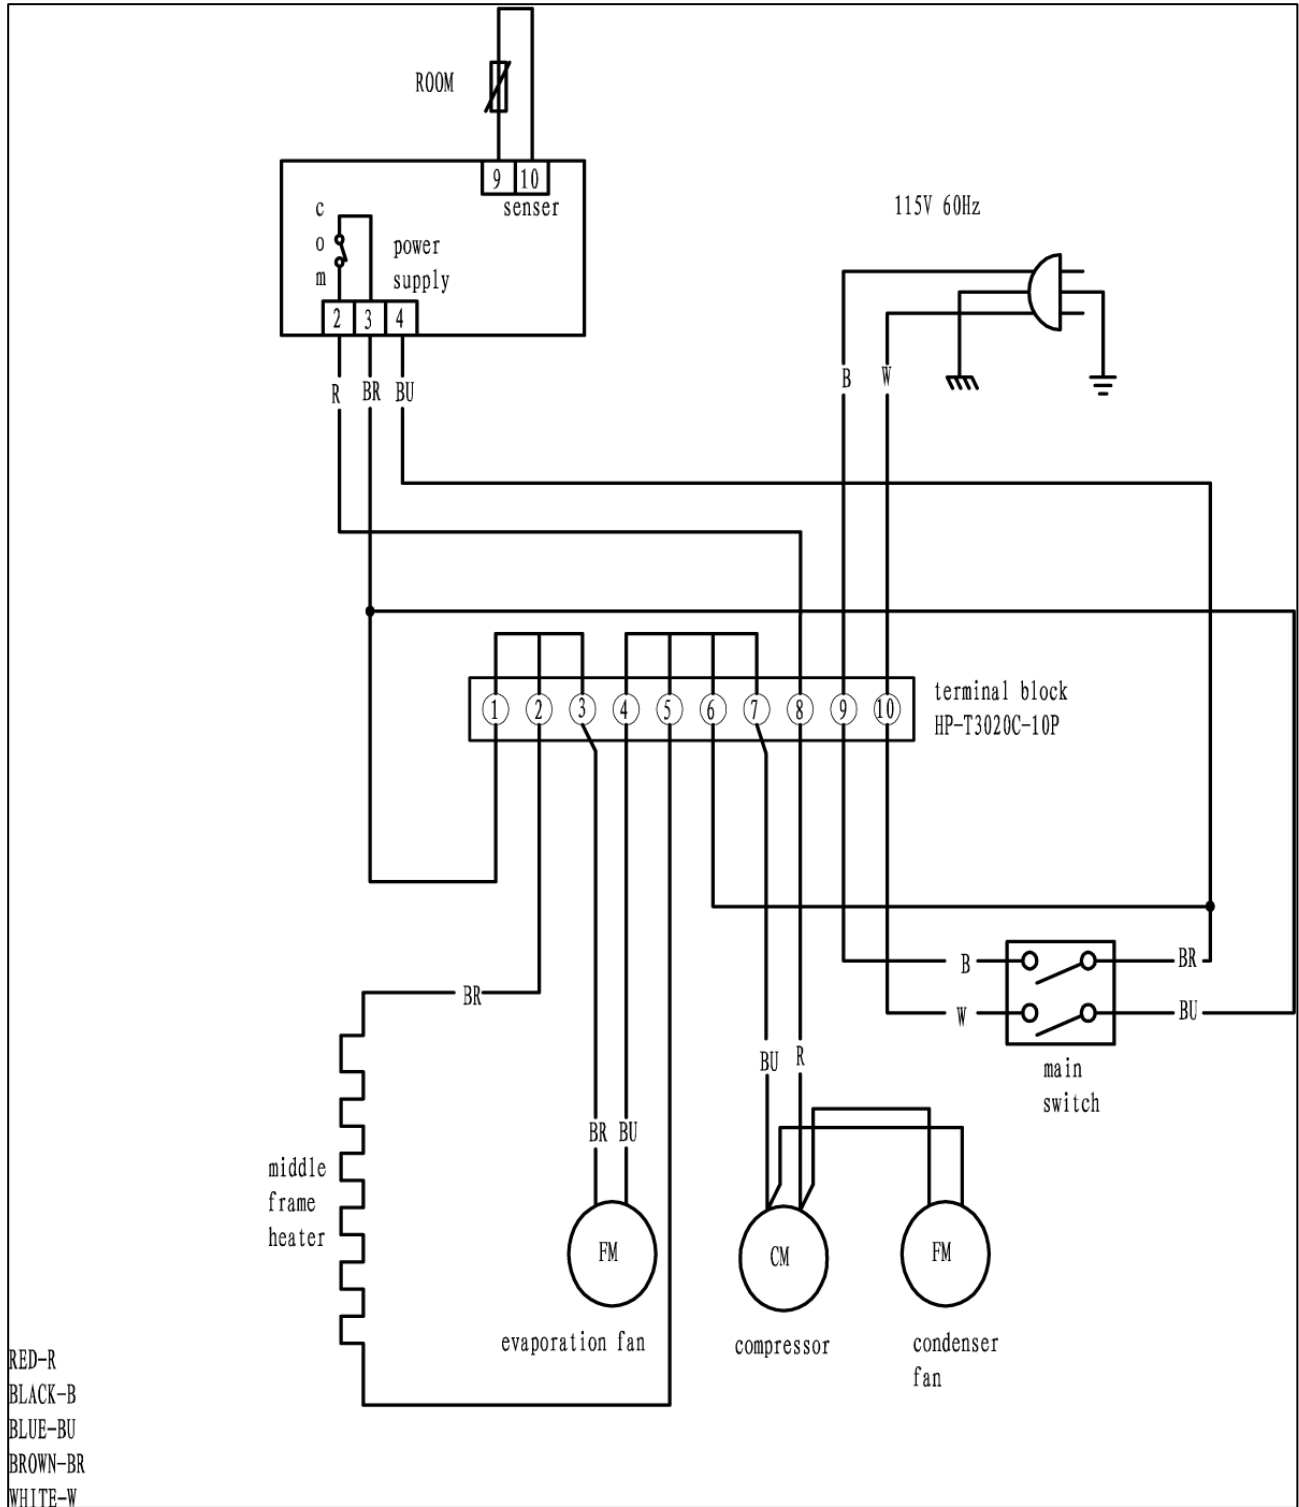 ROOM
9 10
senser
115V 60Hz
c
o
m
power
supply
2 3 4
R BR BU
B W
1 2 3 4 5 6 7 8 9 10
terminal block
HP-T3020C-10P
B BR
W BU
BR
main
switch
BU R
BR BU
middle
frame
heater
FM
CM
FM
evaporation fan
compressor
condenser
fan
RED-R
BLACK-B
BLUE-BU
BROWN-BR
WHITE-W